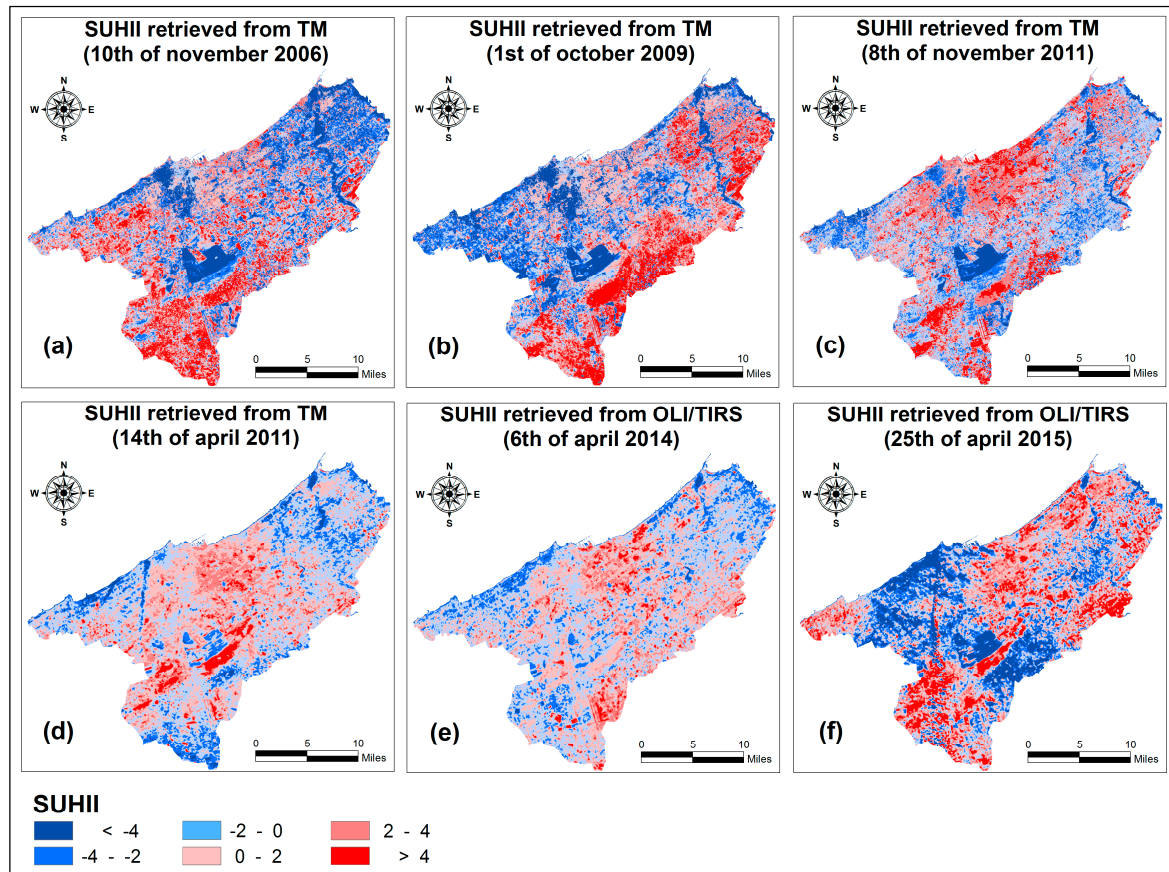 SUHII retrieved from TM
(10th of november 2006)
N
W E
S
(a)
0 5 10
Miles
SUHII retrieved from TM
(1st of october 2009)
N
W E
S
(b)
0 5 10
Miles
SUHII retrieved from TM
(8th of november 2011)
N
W E
S
(c)
0 5 10
Miles
SUHII retrieved from TM
(14th of april 2011)
N
W E
S
(d)
0 5 10
Miles
SUHII retrieved from OLI/TIRS
(6th of april 2014)
N
W E
S
(e)
0 5 10
Miles
SUHII retrieved from OLI/TIRS
(25th of april 2015)
N
W E
S
(f)
0 5 10
Miles
SUHII
< -4 -2 - 0 2 - 4
-4 - -2 0 - 2 > 4